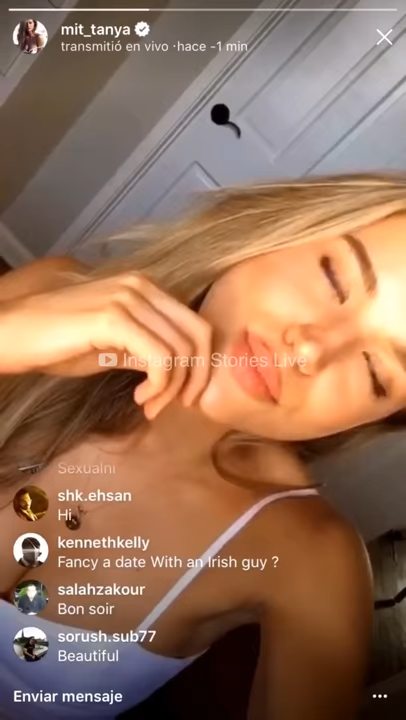 mit_tanya
transmitió en vivo ·hace -1 min
Instagram Stories Live
Sexualni
shk.ehsan
Hi
kennethkelly
Fancy a date With an Irish guy ?
salahzakour
Bon soir
sorush.sub77
Beautiful
Enviar mensaje